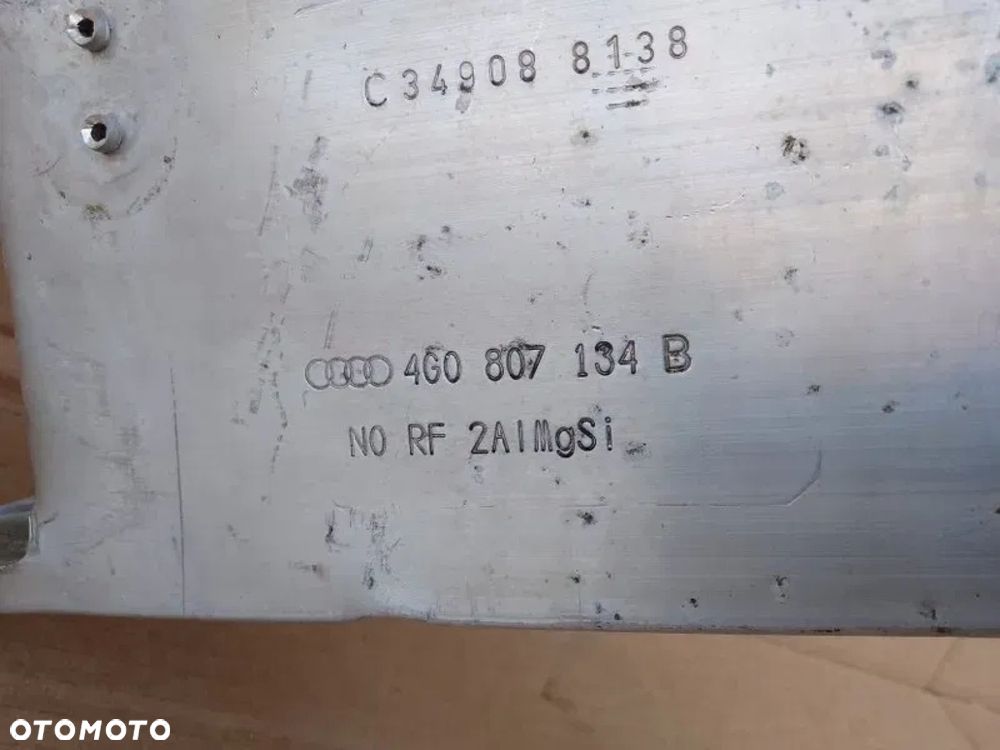 C34908 8138
4G0 807 134 B
NO RF 2AlMgSi
OTOMOTO